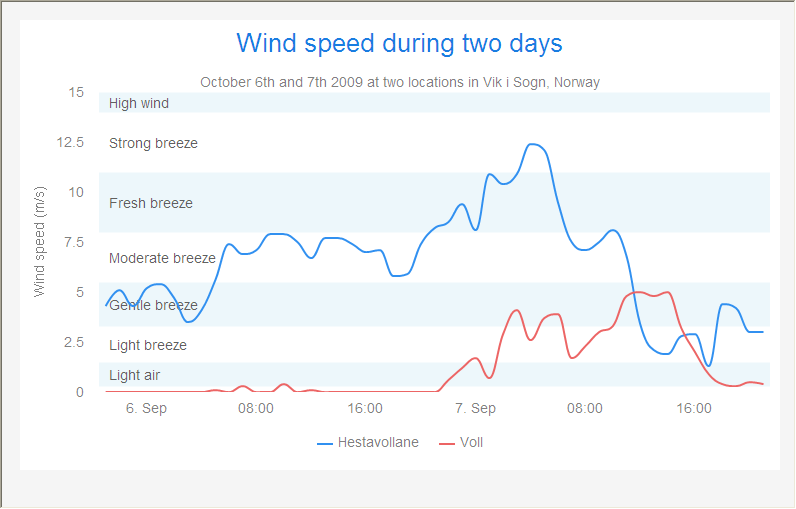 Wind speed during two days
October 6th and 7th 2009 at two locations in Vik i Sogn, Norway
Wind speed (m/s)
15
12.5
10
7.5
5
2.5
0
High wind
Strong breeze
Fresh breeze
Moderate breeze
Gentle breeze
Light breeze
Light air
6. Sep
08:00
16:00
7. Sep
08:00
16:00
Hestavollane
Voll